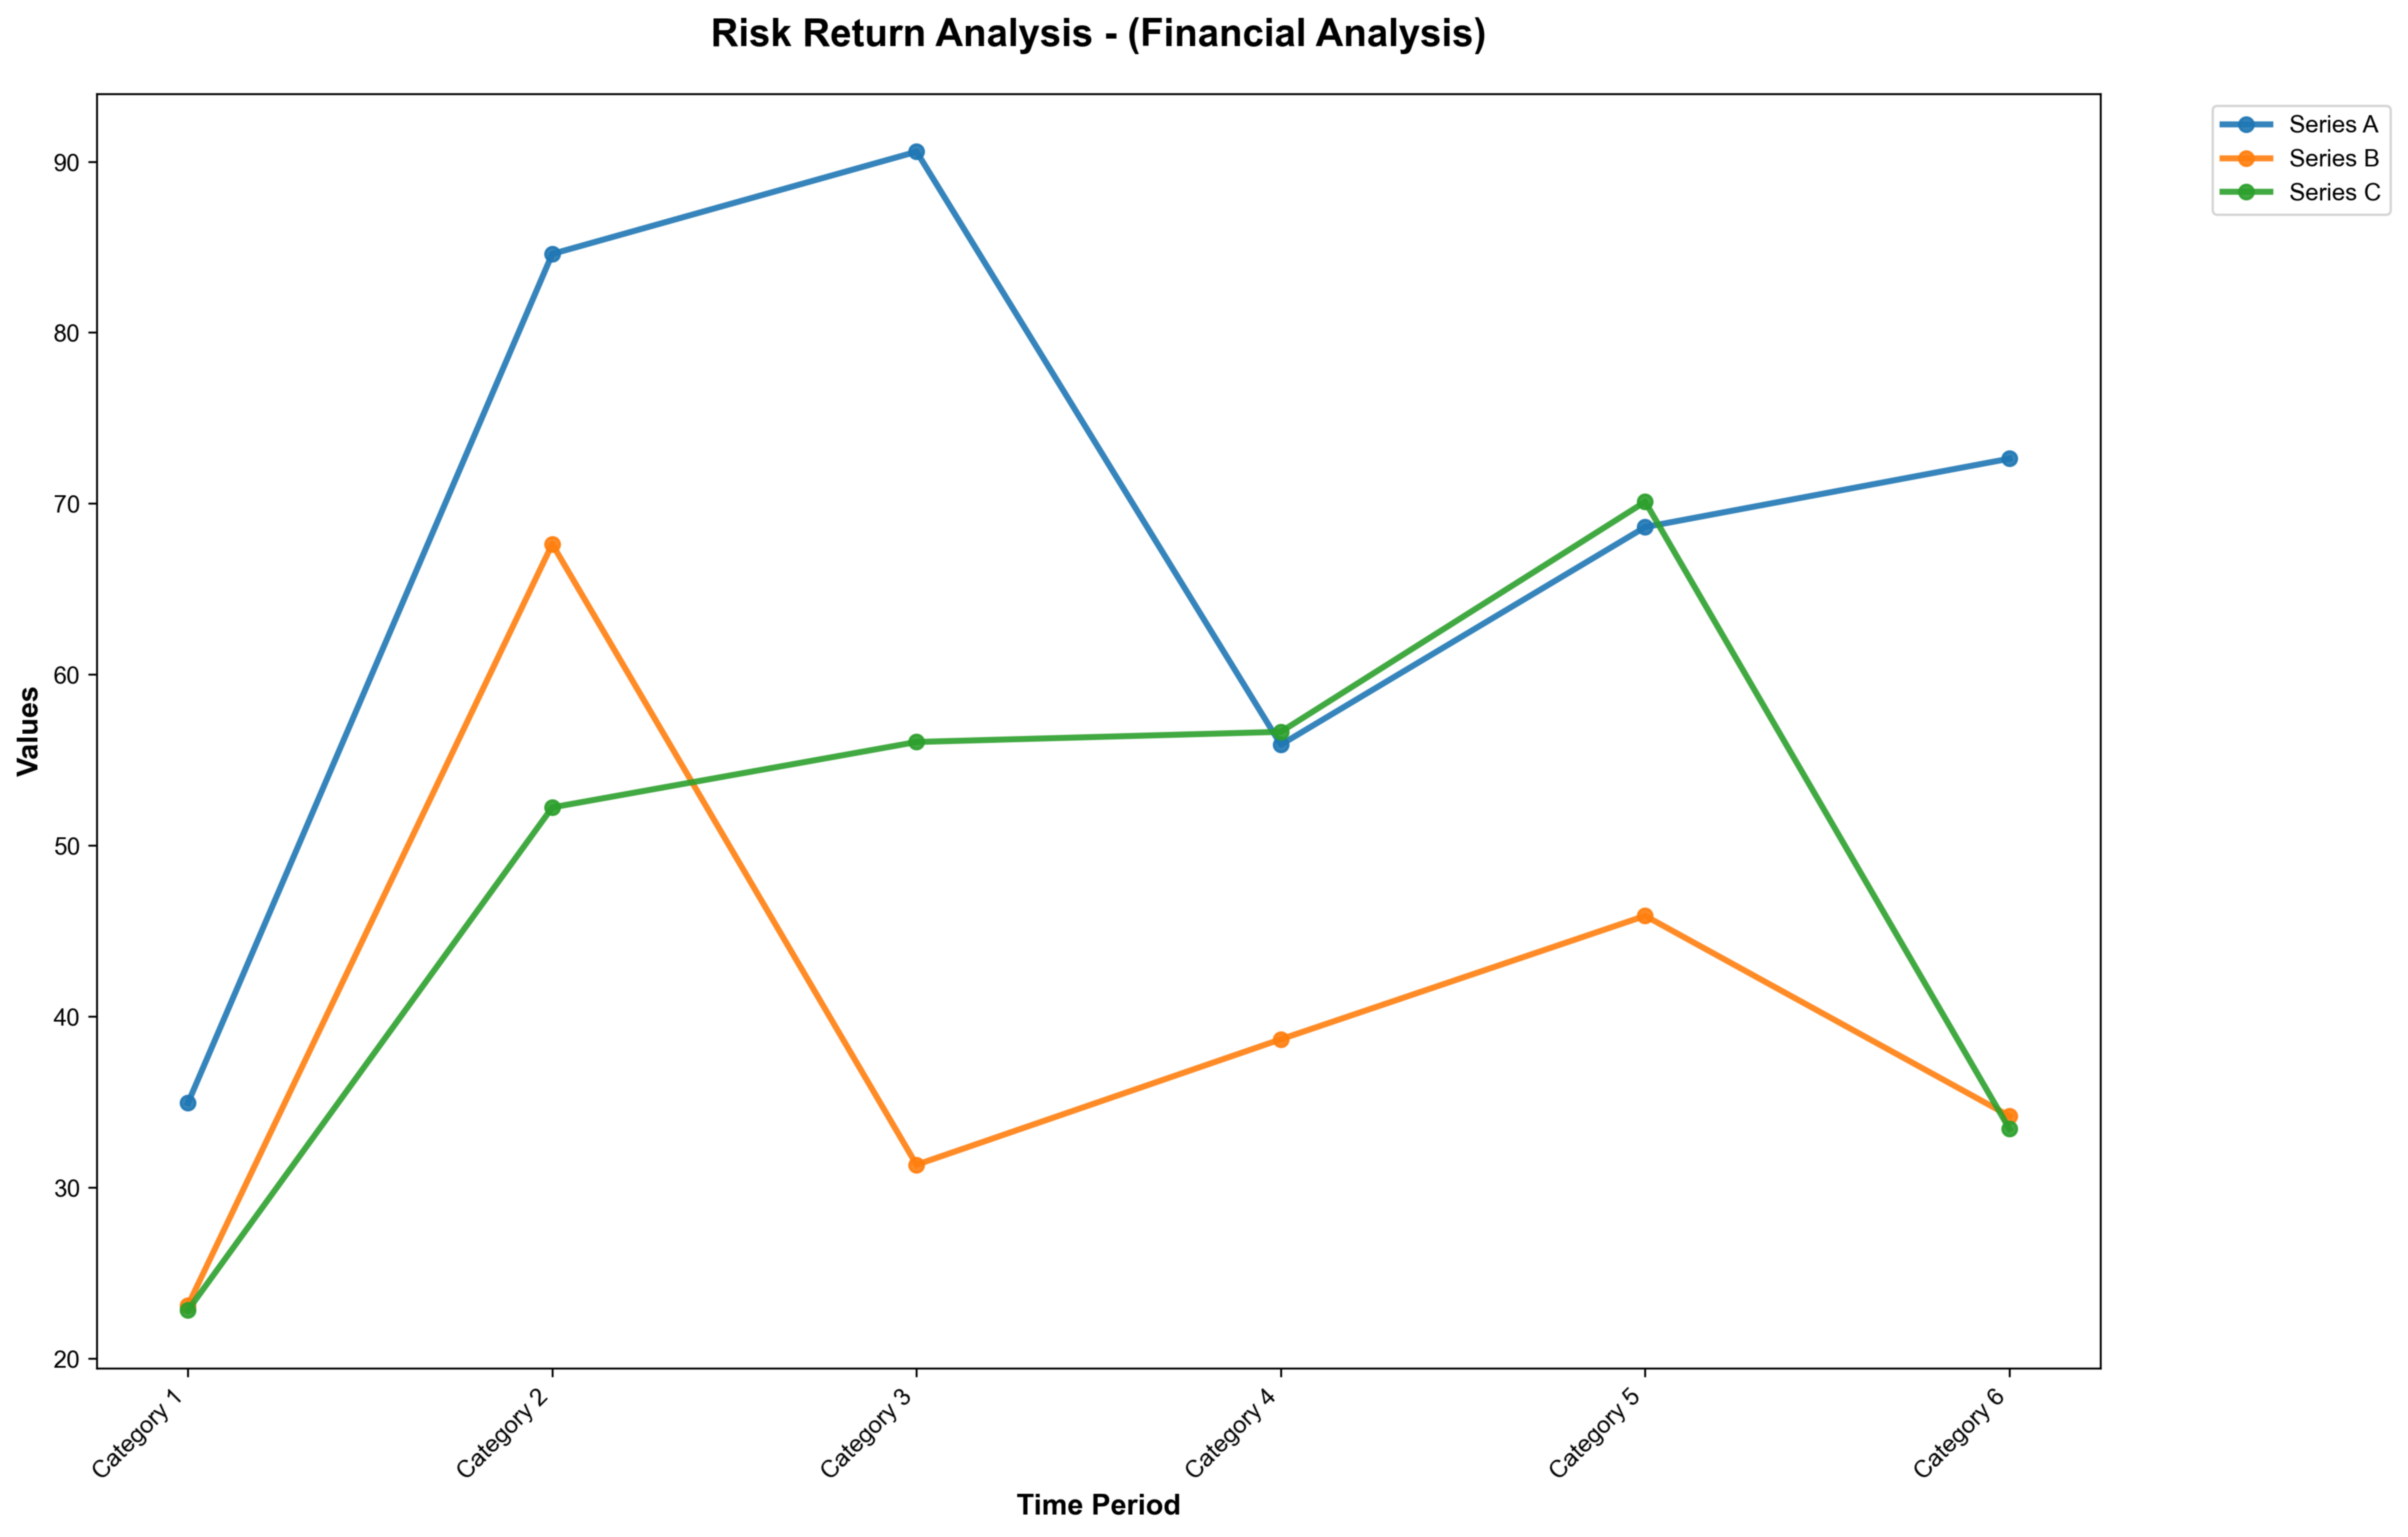 Risk Return Analysis - (Financial Analysis)
Series A
Series B
Series C
Values
90
80
70
60
50
40
30
20
Category 1
Category 2
Category 3
Category 4
Category 5
Category 6
Time Period